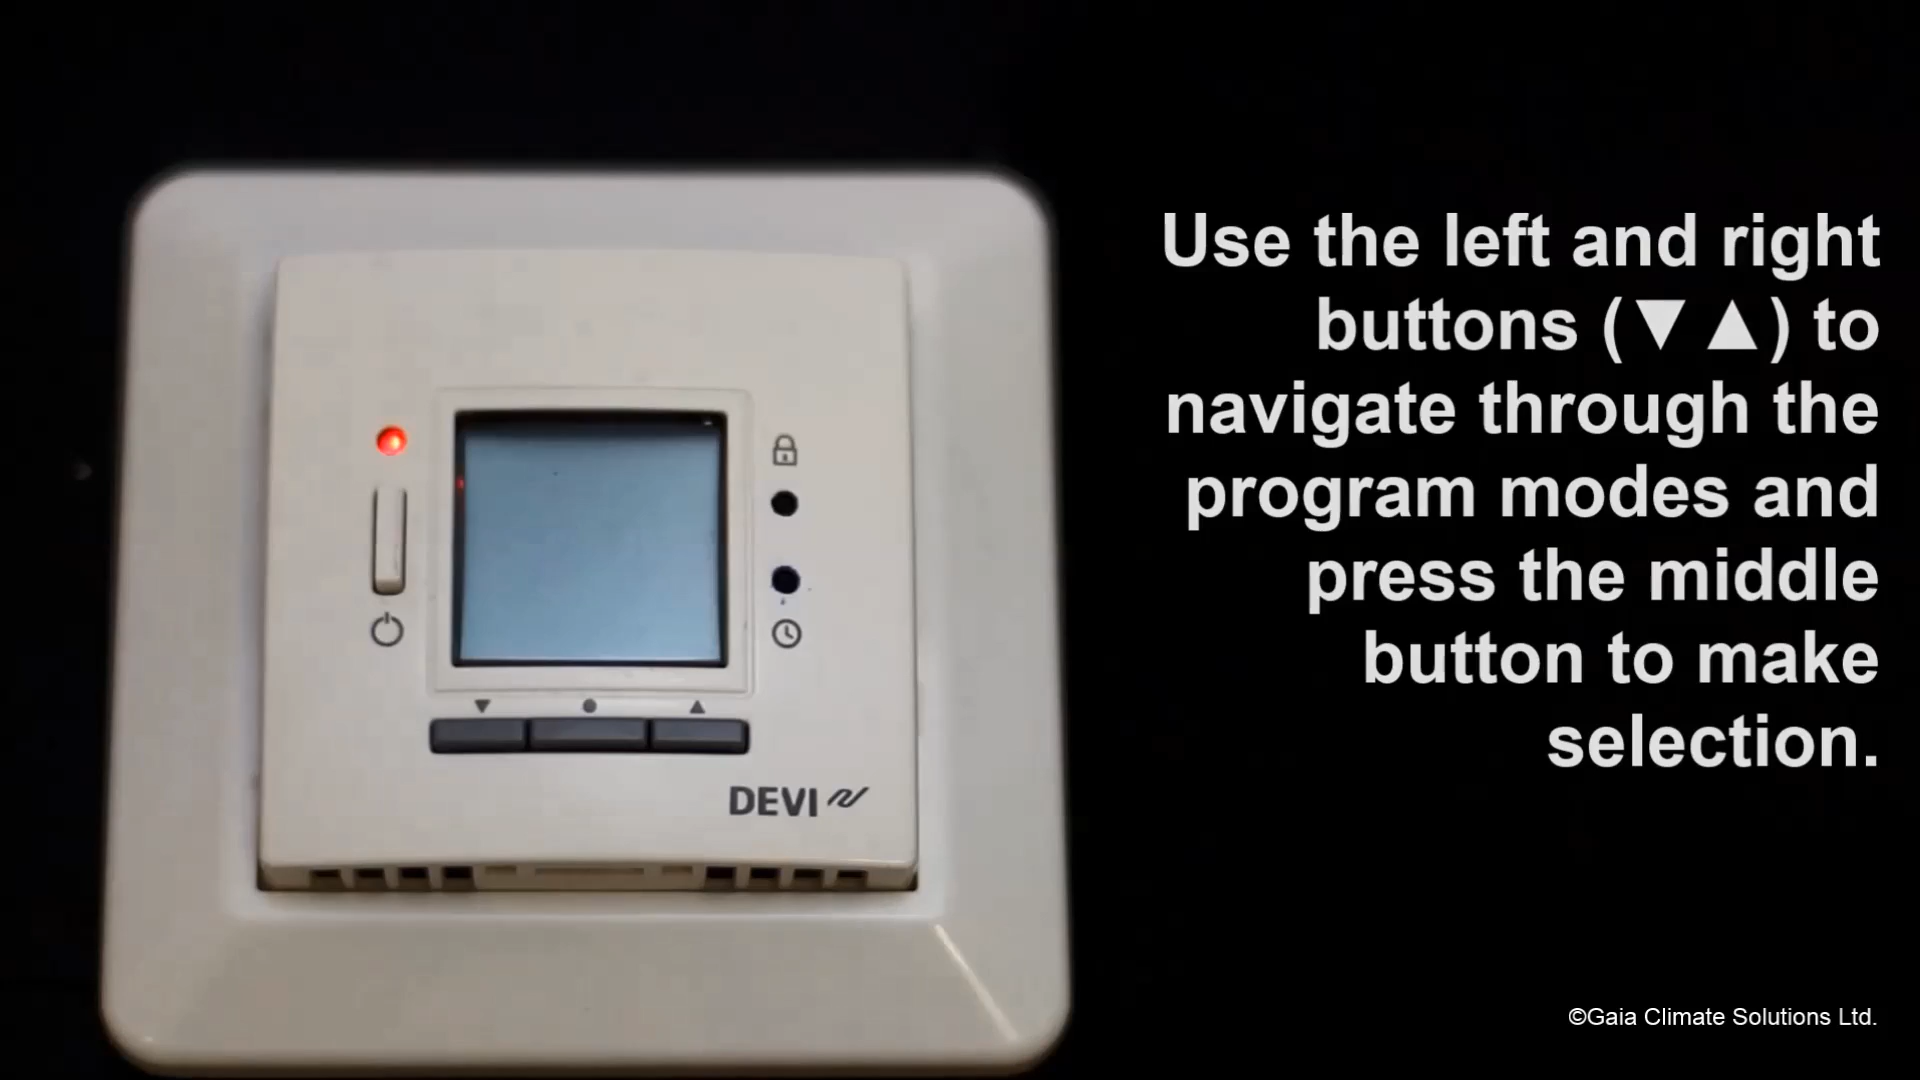 Use the left and right
buttons (▼▲) to
navigate through the
program modes and
press the middle
button to make
selection.
DEVI
©Gaia Climate Solutions Ltd.